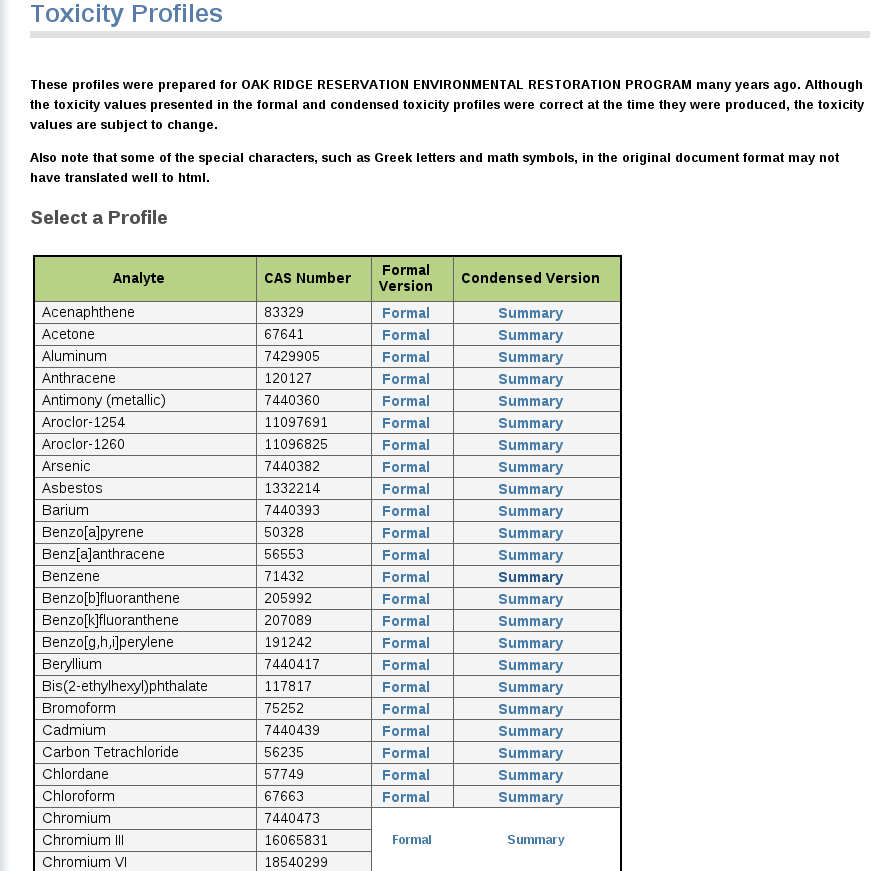 Toxicity Profiles
These profiles were prepared for OAK RIDGE RESERVATION ENVIRONMENTAL RESTORATION PROGRAM many years ago. Although
the toxicity values presented in the formal and condensed toxicity profiles were correct at the time they were produced, the toxicity
values are subject to change.
Also note that some of the special characters, such as Greek letters and math symbols, in the original document format may not
have translated well to html.
Select a Profile
Analyte CAS Number Formal Version Condensed Version
Acenaphthene 83329 Formal Summary
Acetone 67641 Formal Summary
Aluminum 7429905 Formal Summary
Anthracene 120127 Formal Summary
Antimony (metallic) 7440360 Formal Summary
Aroclor-1254 11097691 Formal Summary
Aroclor-1260 11096825 Formal Summary
Arsenic 7440382 Formal Summary
Asbestos 1332214 Formal Summary
Barium 7440393 Formal Summary
Benzo[a]pyrene 50328 Formal Summary
Benz[a]anthracene 56553 Formal Summary
Benzene 71432 Formal Summary
Benzo[b]fluoranthene 205992 Formal Summary
Benzo[k]fluoranthene 207089 Formal Summary
Benzo[g,h,i]perylene 191242 Formal Summary
Beryllium 7440417 Formal Summary
Bis(2-ethylhexyl)phthalate 117817 Formal Summary
Bromoform 75252 Formal Summary
Cadmium 7440439 Formal Summary
Carbon Tetrachloride 56235 Formal Summary
Chlordane 57749 Formal Summary
Chloroform 67663 Formal Summary
Chromium 7440473
Chromium III 16065831 Formal Summary
Chromium VI 18540299